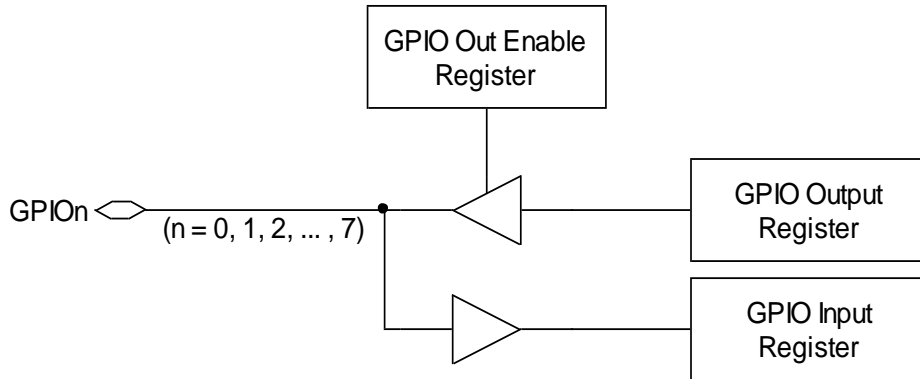 GPIO Out Enable
Register
GPIOn
(n = 0, 1, 2, ... , 7)
GPIO Output
Register
GPIO Input
Register